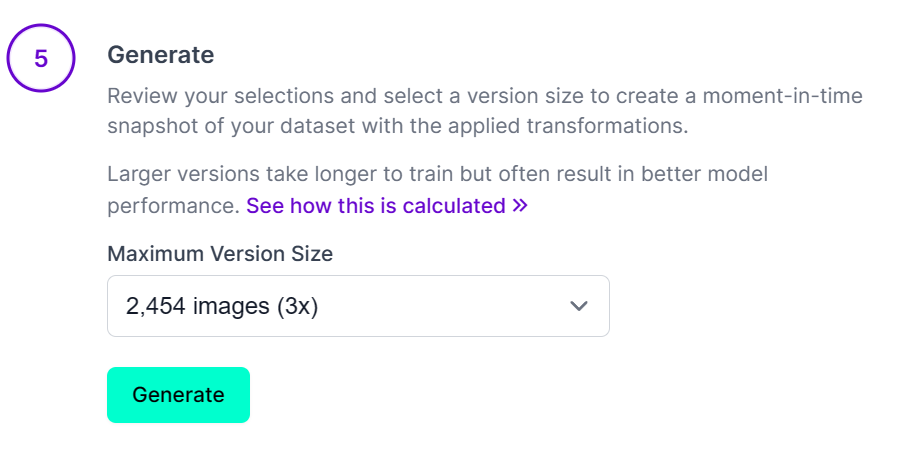 5
Generate
Review your selections and select a version size to create a moment-in-time
snapshot of your dataset with the applied transformations.
Larger versions take longer to train but often result in better model
performance. See how this is calculated »
Maximum Version Size
2,454 images (3x)
Generate